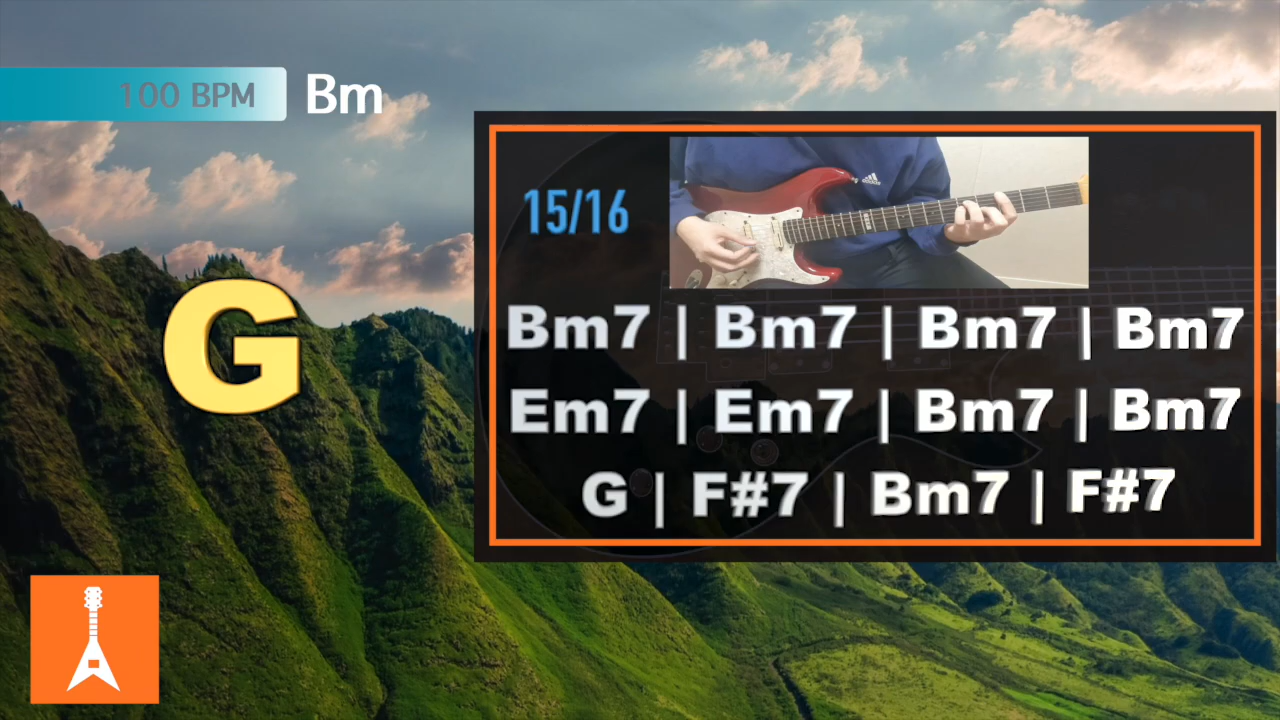 100 BPM
Bm
G
15/16
Bm7 | Bm7 | Bm7 | Bm7
Em7 | Em7 | Bm7 | Bm7
G | F#7 | Bm7 | F#7